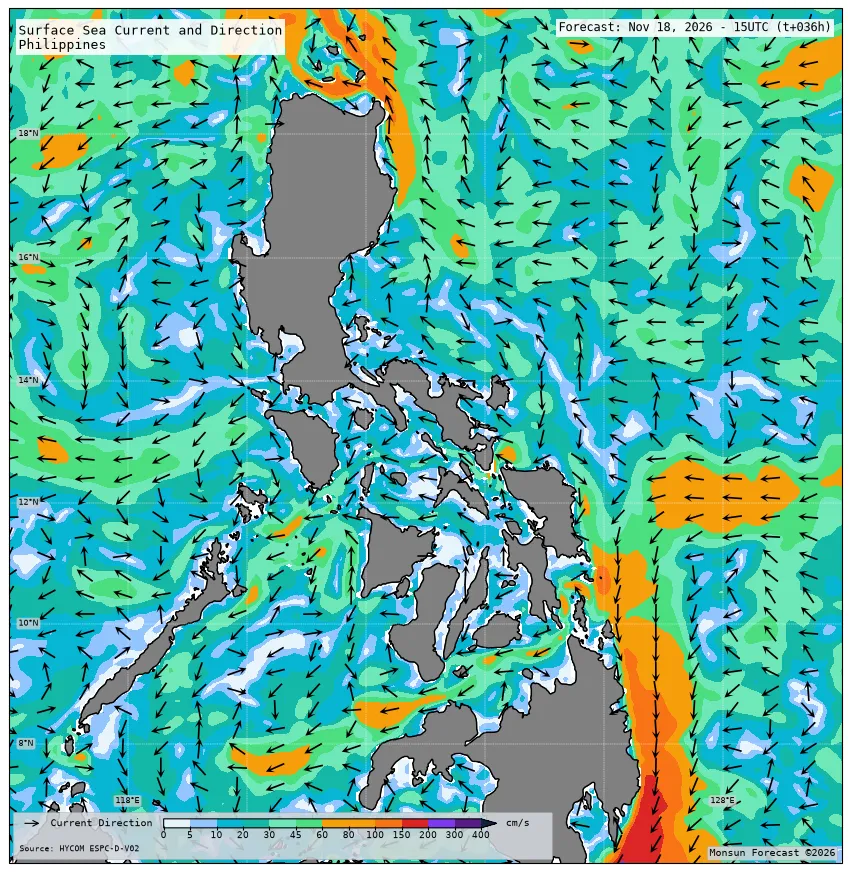 Surface Sea Current and Direction
Philippines
Forecast: Nov 18, 2026 - 15UTC (t+036h)
18°N
16°N
14°N
12°N
10°N
8°N
118°E
128°E
Current Direction
0 5 10 20 30 45 60 80 100 150 200 300 400
cm/s
Source: HYCOM ESPC-D-V02
Monsun Forecast ©2026